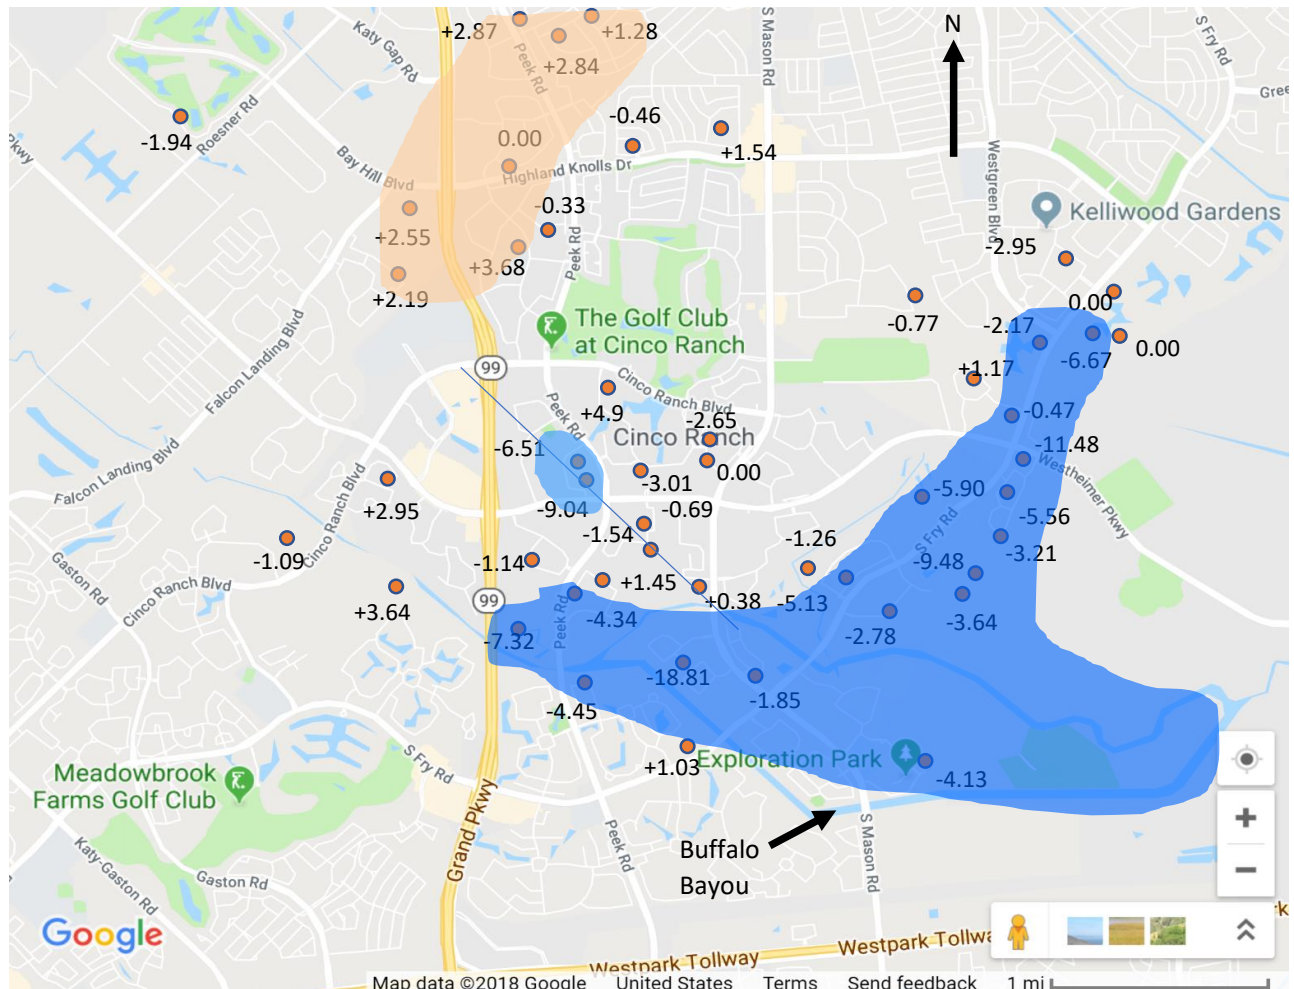 +2.87
+1.28
+2.84
N
S Mason Rd
S Fry Rd
Katy Gap Rd
Peek Rd
Pkwy
-1.94
Roesner Rd
-0.46
+1.54
0.00
Highland Knolls Dr
Bay Hill Blvd
Westgreen Blvd
Gree
Kelliwood Gardens
-0.33
+2.55
+3.68
+2.19
Peek Rd
-2.95
0.00
-0.77
-2.17
-6.67
0.00
The Golf Club
at Cinco Ranch
Falcon Landing Blvd
99
Cinco Ranch Blvd
+1.17
+4.9
Peek Rd
-0.47
-2.65
Cinco Ranch
-6.51
-11.48
Westheimer Pkwy
Falcon Landing Blvd
+2.95
-3.01
0.00
-9.04
-0.69
-5.90
-5.56
Cinco Ranch Blvd
-1.09
-1.54
S Fry Rd
-3.21
Gaston Rd
-1.14
-1.26
-9.48
Cinco Ranch Blvd
+3.64
99
+1.45
+0.38
-5.13
Peek Rd
-4.34
-2.78
-3.64
-7.32
-18.81
-1.85
-4.45
+1.03
Exploration Park
-4.13
S Fry Rd
Meadowbrook
Farms Golf Club
Grand Pkwy
Peek Rd
S Mason Rd
Buffalo
Bayou
Katy-Gaston Rd
Gaston Rd
Google
Westpark Tollway
Westpark Tollwa
rk
Map data ©2018 Google United States Terms Send feedback 1 mi